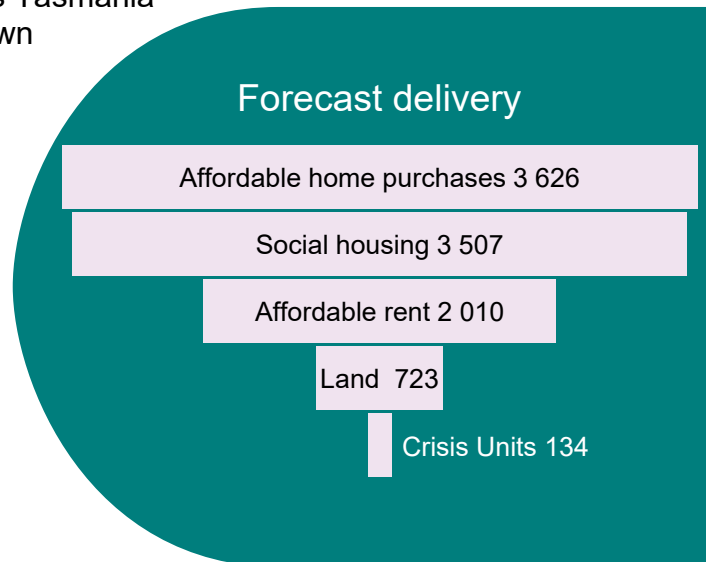 Tasmania
Forecast delivery
Affordable home purchases 3 626
Social housing 3 507
Affordable rent 2 010
Land 723
Crisis Units 134